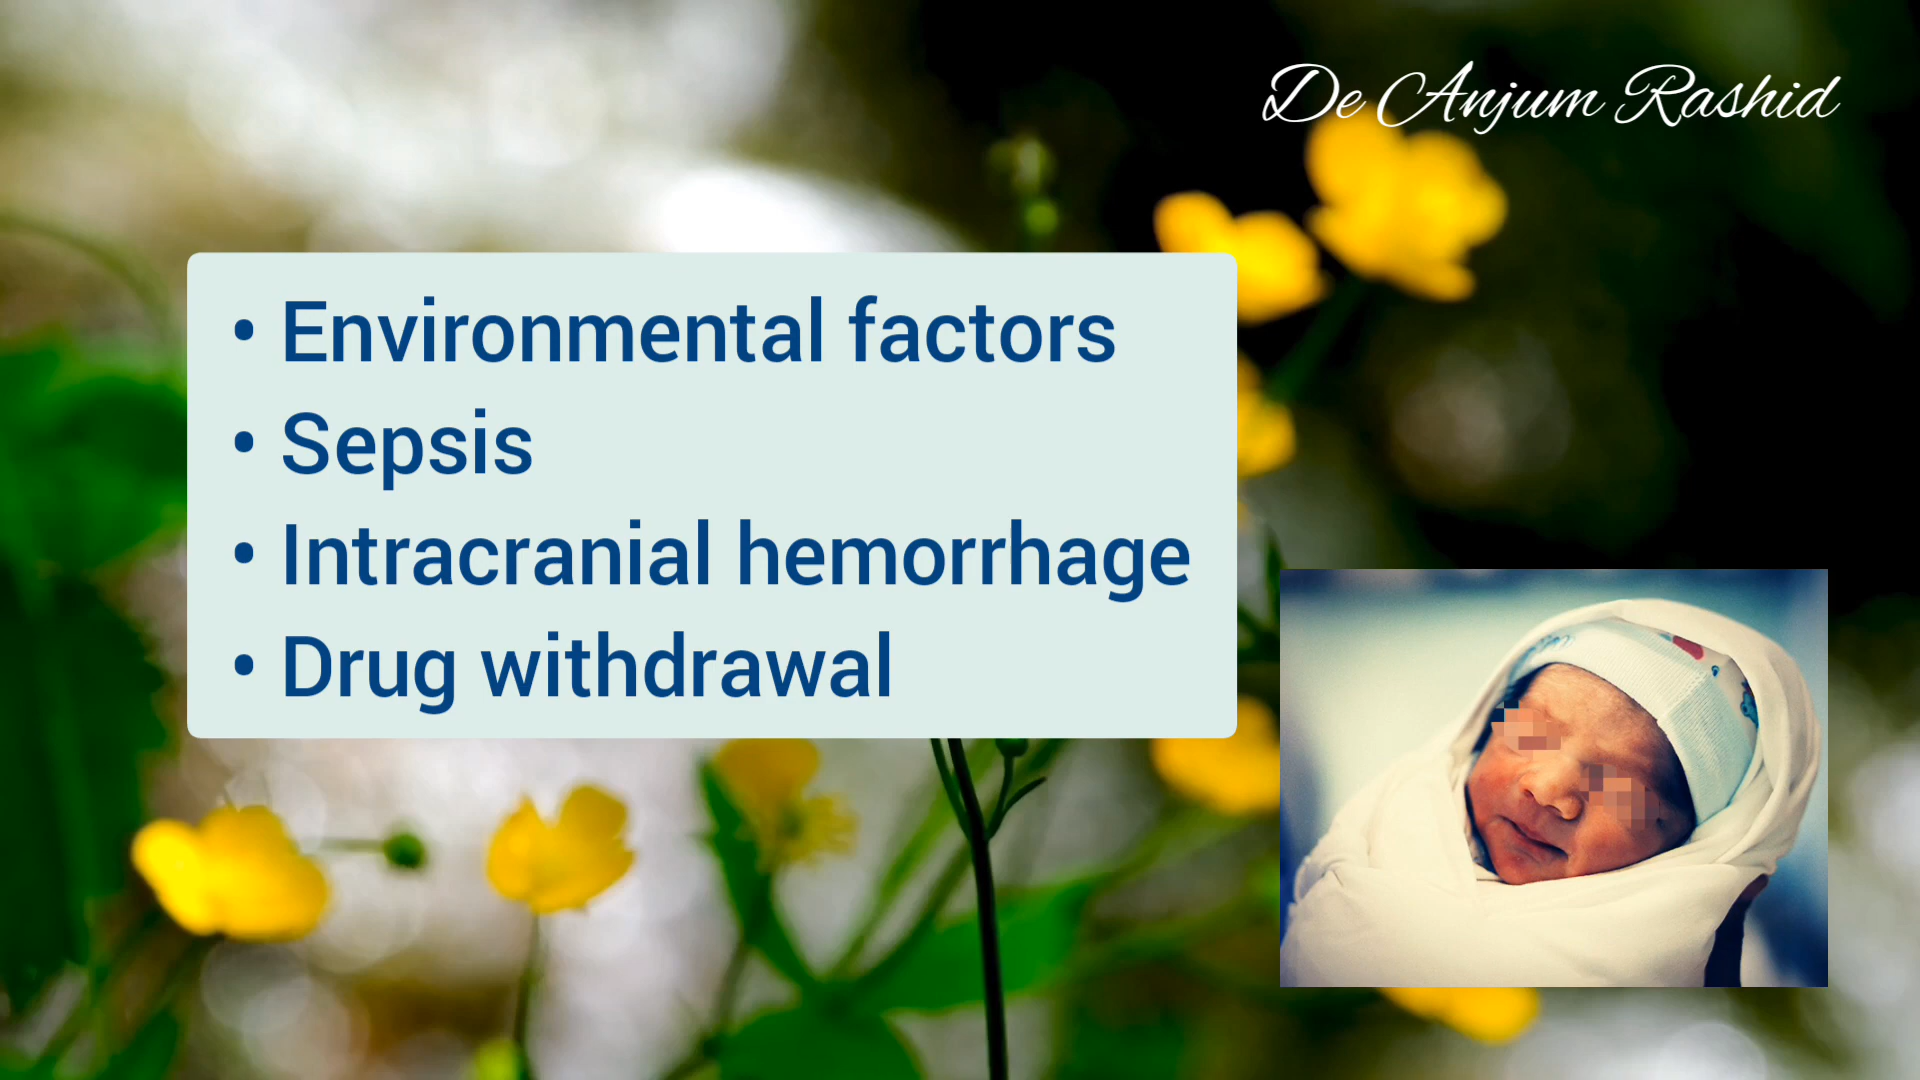 De Anjum Rashid
• Environmental factors
• Sepsis
• Intracranial hemorrhage
• Drug withdrawal